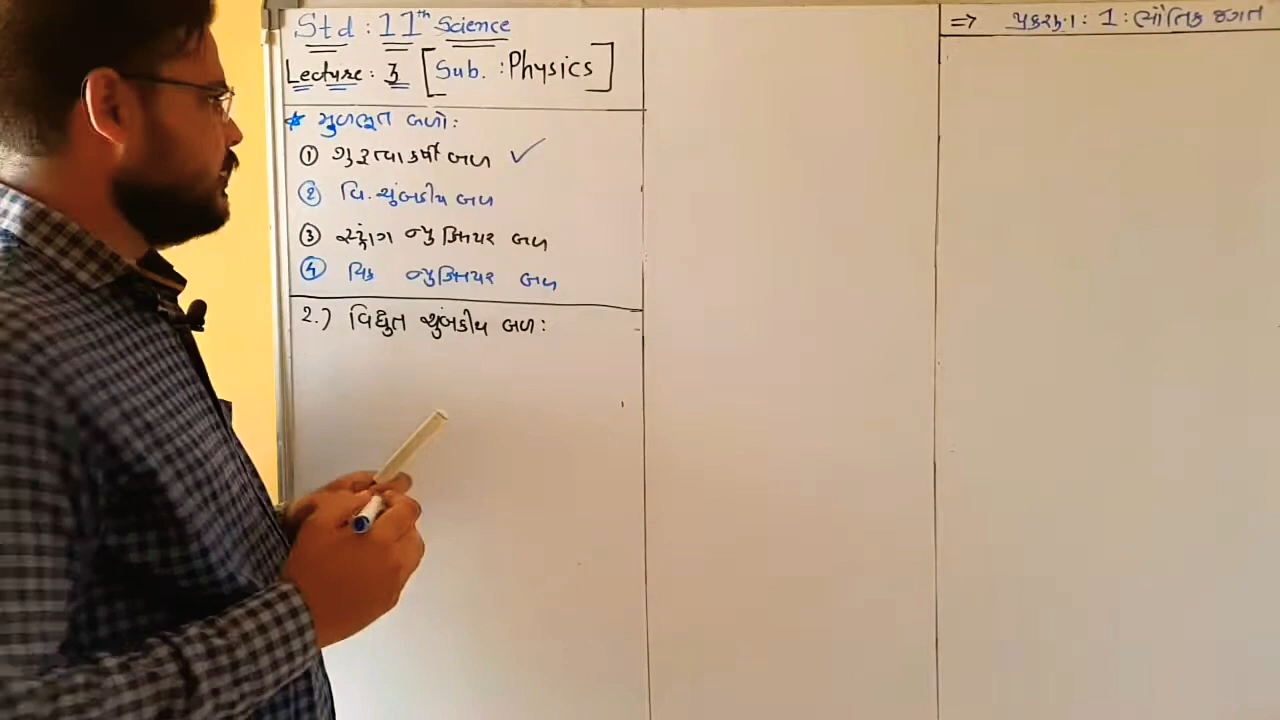 Std : 11th Science
Lecture : 3 [Sub. : Physics]
* મુળભૂત બળો :
① ગુરુત્વાકર્ષી બળ ✓
② વિ. ચુંબકીય બળ
③ સ્ટ્રોંગ ન્યુક્લિયર બળ
④ વિક ન્યુક્લિયર બળ
2.) વિદ્યુત ચુંબકીય બળ :
⇒ પ્રકરણ : 1 : ભૌતિક જગત